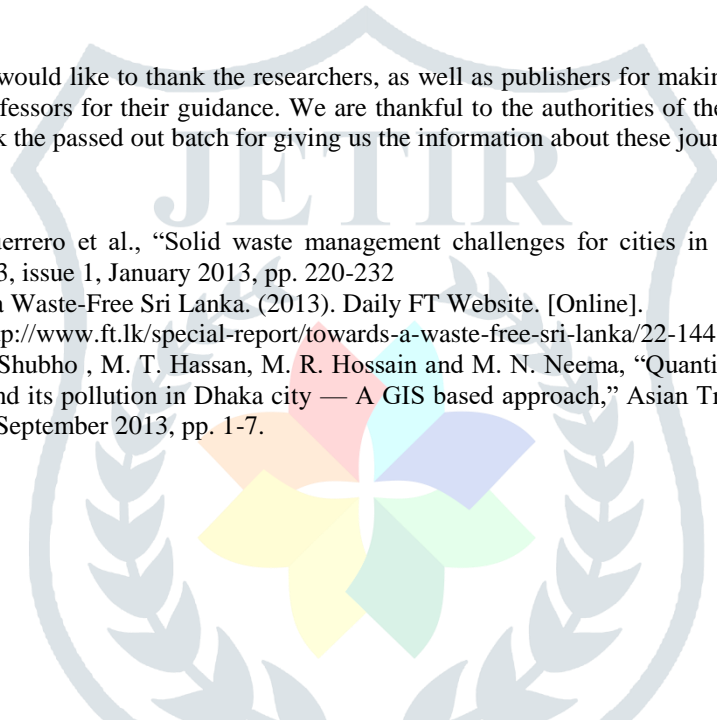 would like to thank the researchers, as well as publishers for makin
fessors for their guidance. We are thankful to the authorities of the
k the passed out batch for giving us the information about these jour
JETIR
uerrero et al., “Solid waste management challenges for cities in
3, issue 1, January 2013, pp. 220-232
a Waste-Free Sri Lanka. (2013). Daily FT Website. [Online].
p://www.ft.lk/special-report/towards-a-waste-free-sri-lanka/22-144
Shubho , M. T. Hassan, M. R. Hossain and M. N. Neema, “Quanti
nd its pollution in Dhaka city — A GIS based approach,” Asian Tr
September 2013, pp. 1-7.